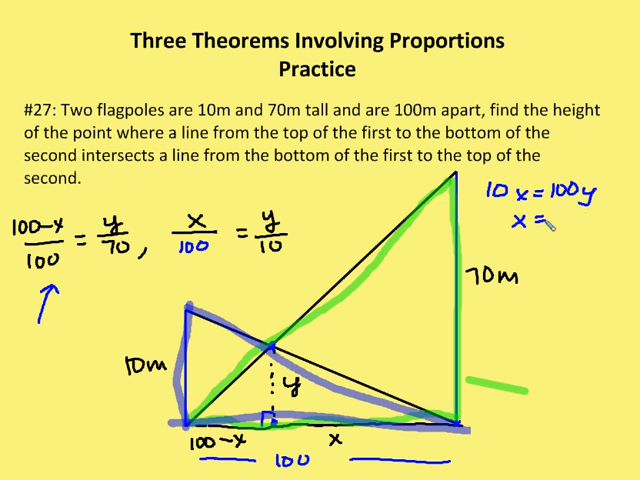 Three Theorems Involving Proportions
Practice
#27: Two flagpoles are 10m and 70m tall and are 100m apart, find the height
of the point where a line from the top of the first to the bottom of the
second intersects a line from the bottom of the first to the top of the
second.
10x = 100y
x =
100-x/100 = y/70, x/100 = y/10
70m
10m
y
100-x
x
100